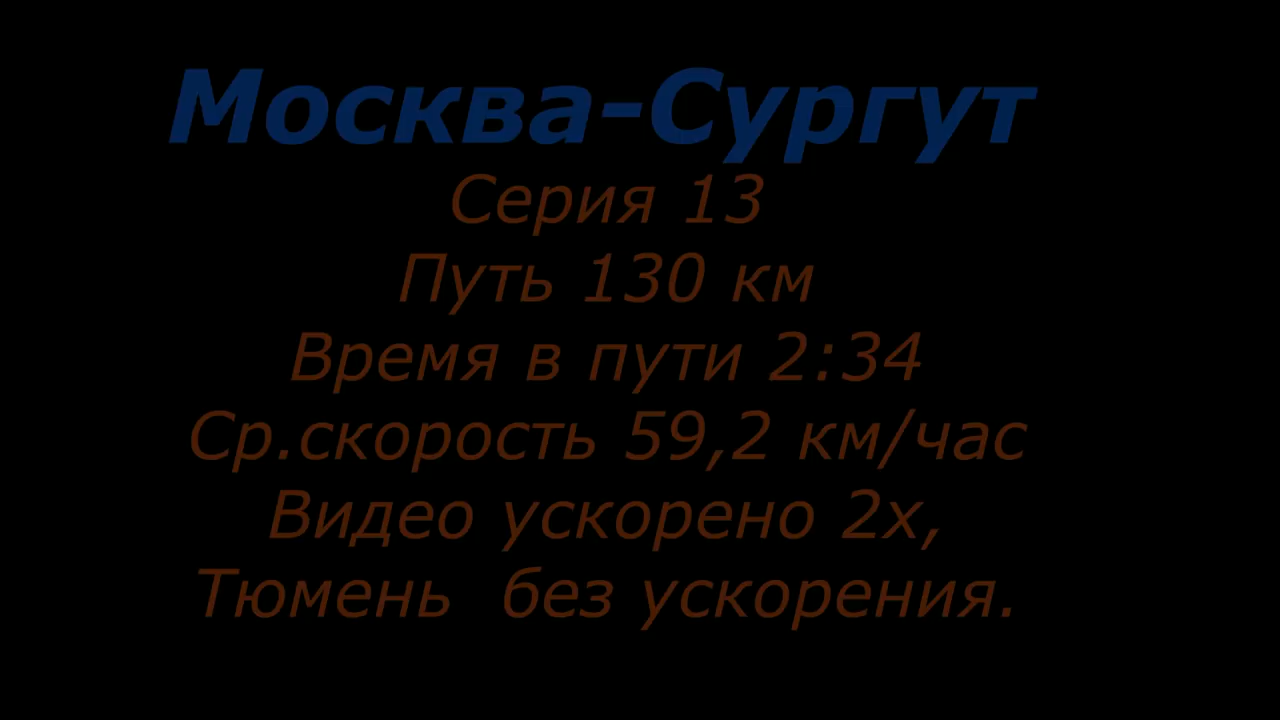 Москва-Сургут
Серия 13
Путь 130 км
Время в пути 2:34
Ср.скорость 59,2 км/час
Видео ускорено 2х,
Тюмень  без ускорения.